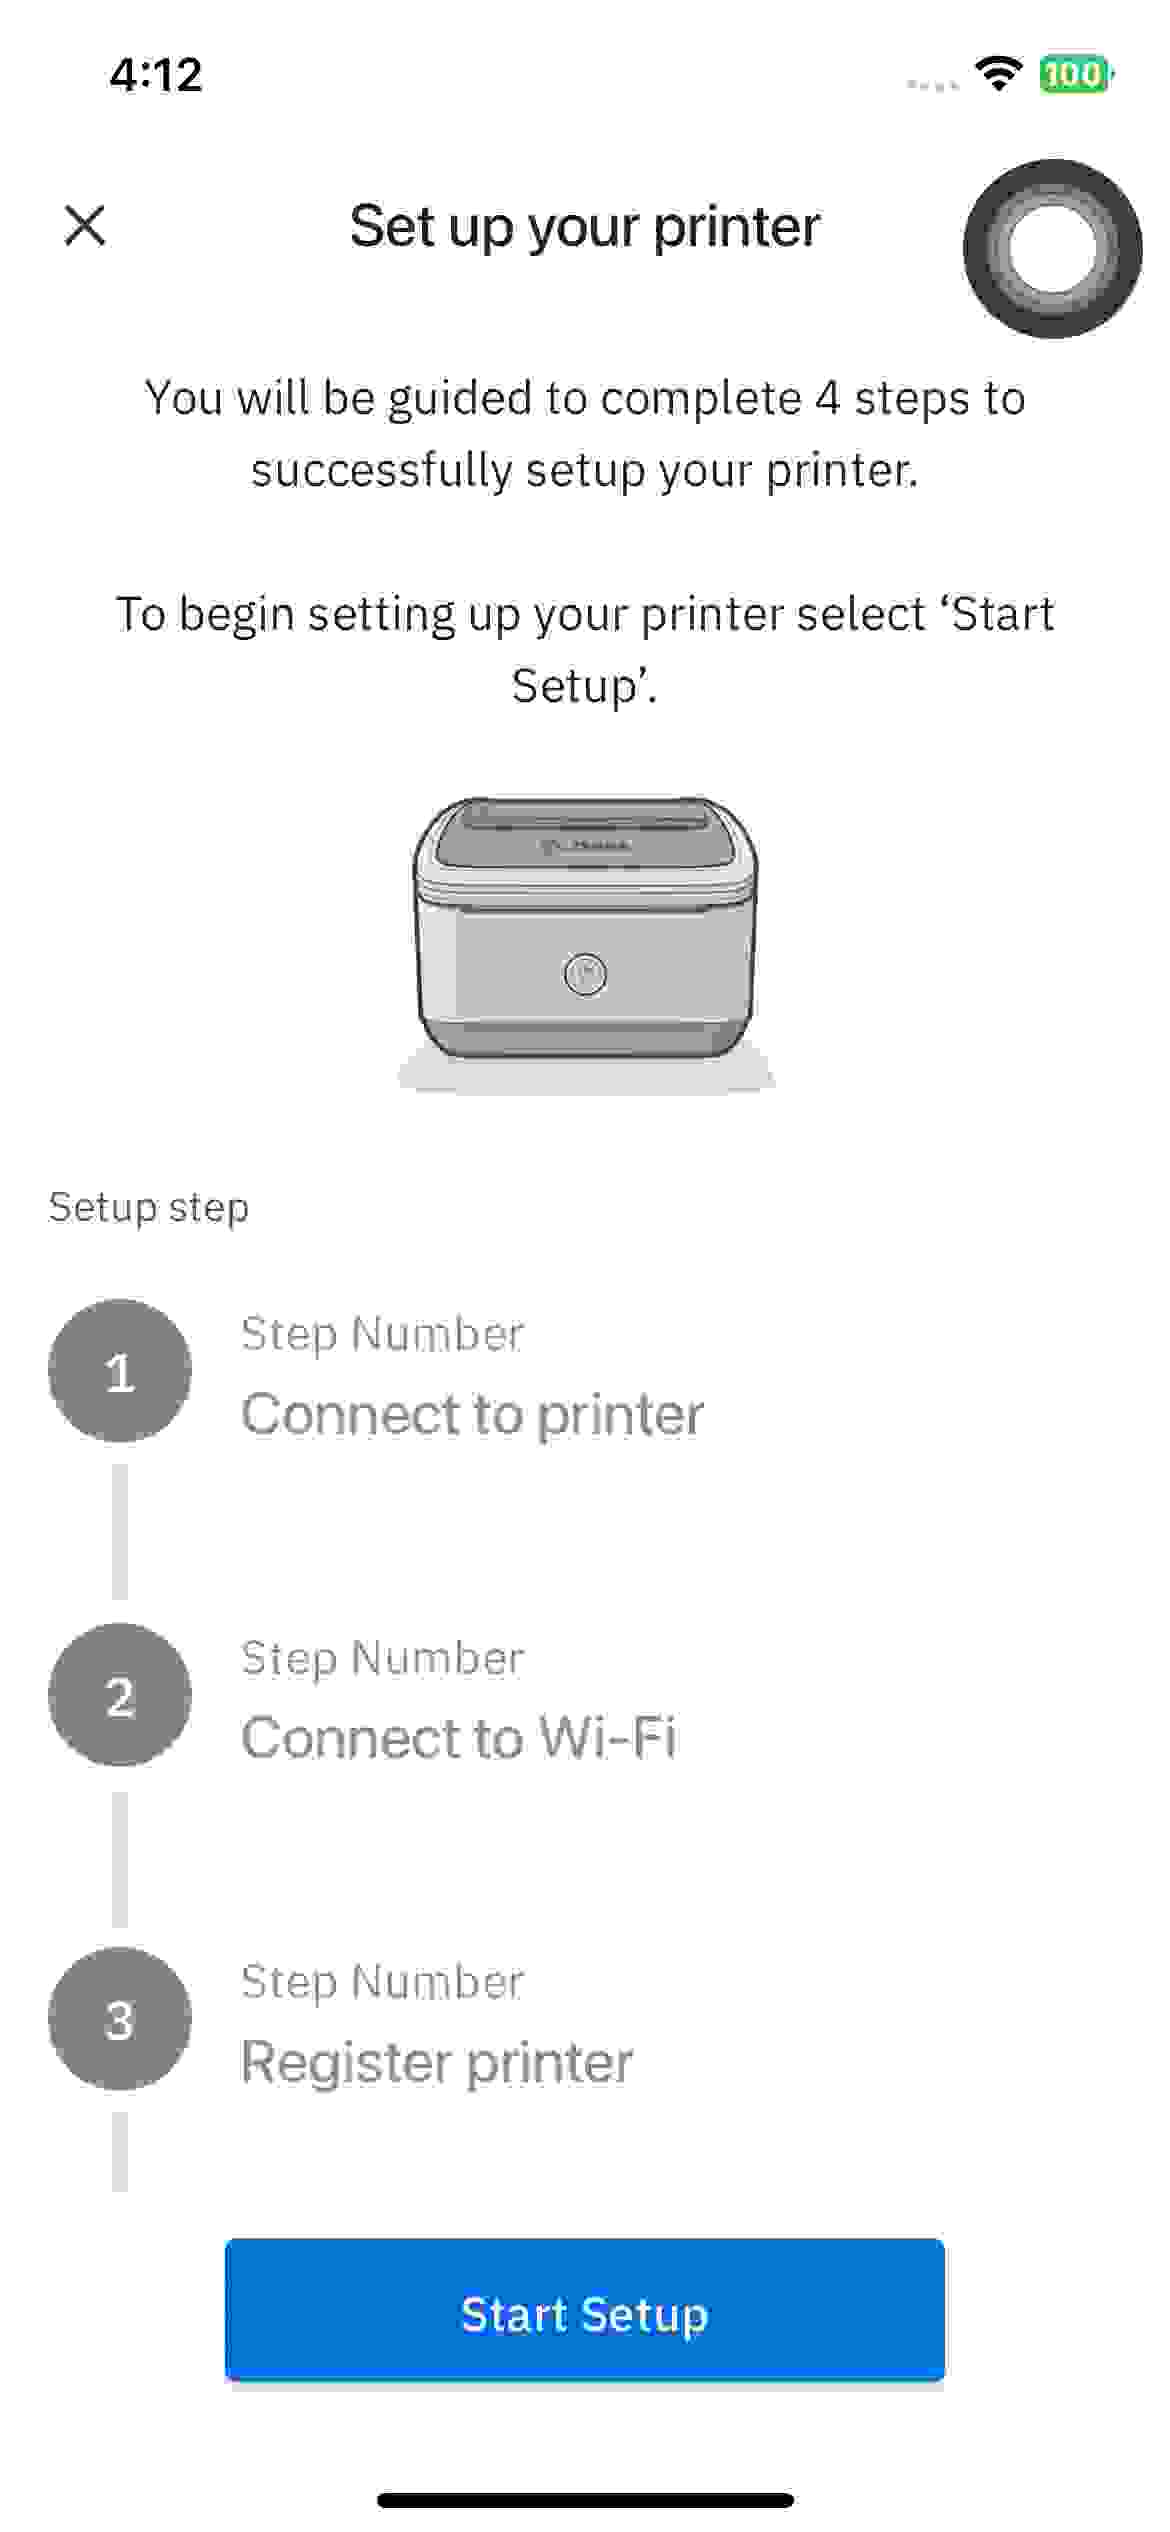 4:12
100
Set up your printer
You will be guided to complete 4 steps to
successfully setup your printer.
To begin setting up your printer select ‘Start
Setup’.
Setup step
1
Step Number
Connect to printer
2
Step Number
Connect to Wi-Fi
3
Step Number
Register printer
Start Setup